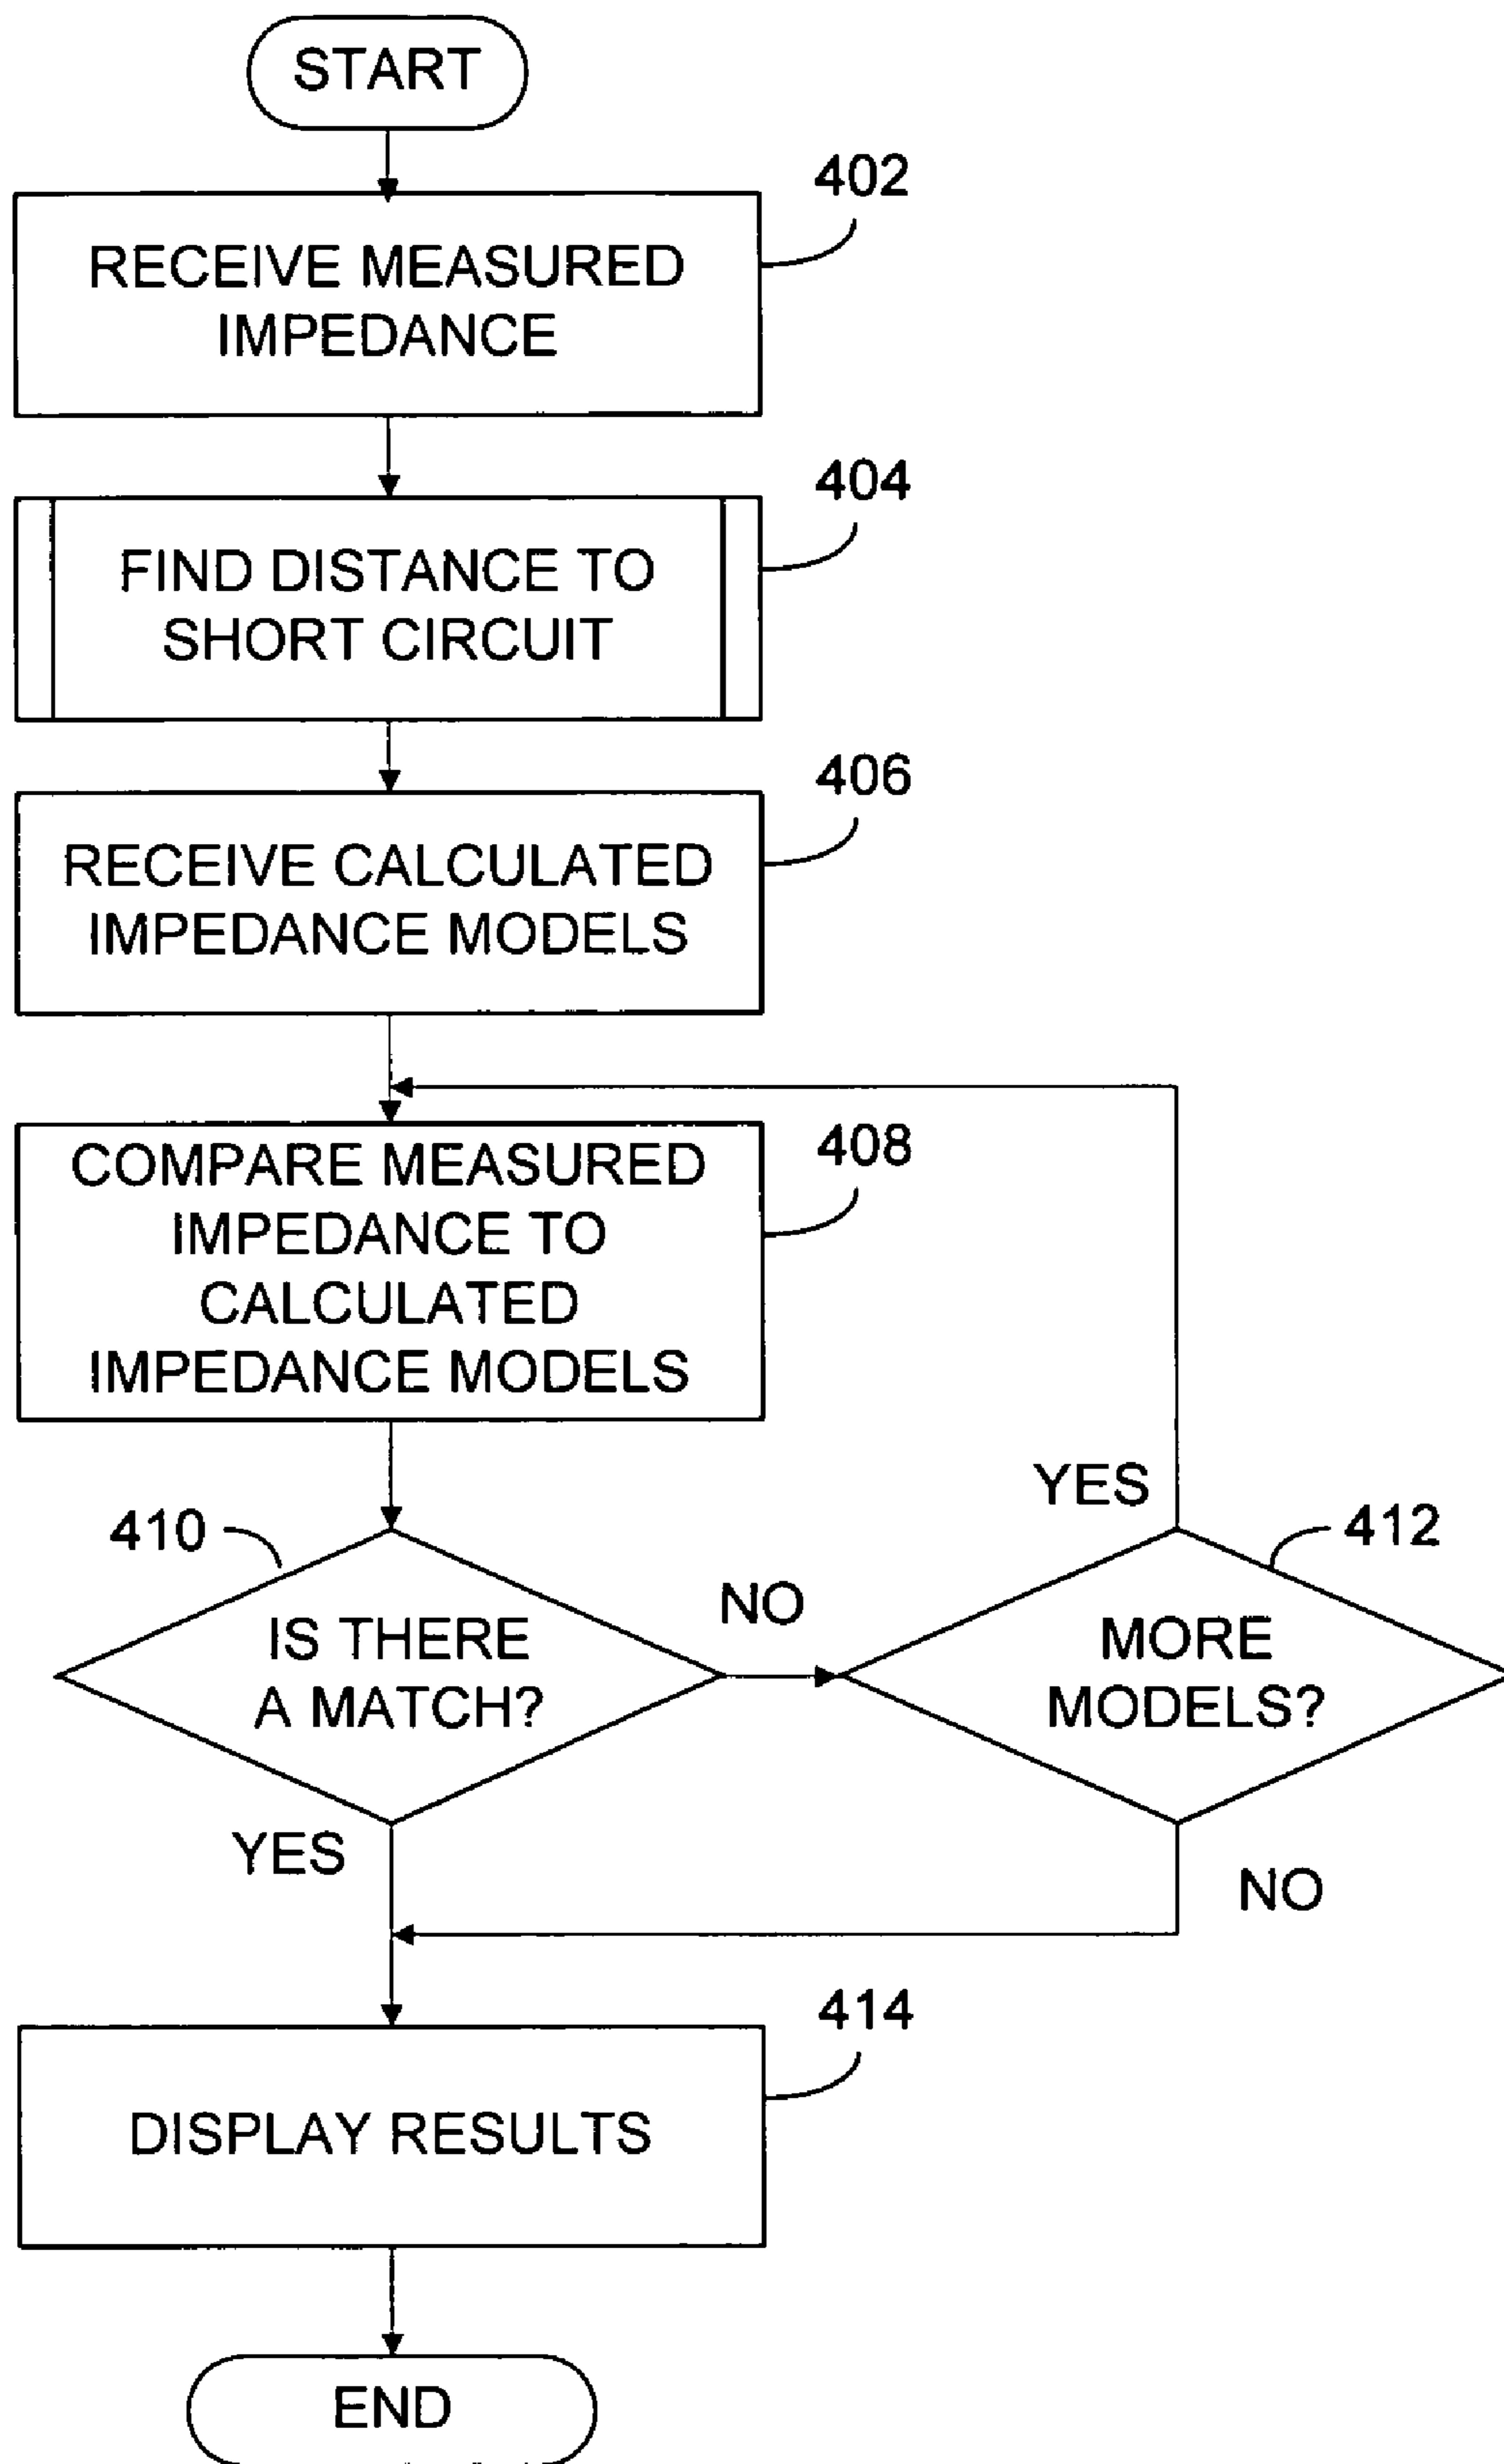 START
402
RECEIVE MEASURED
IMPEDANCE
404
FIND DISTANCE TO
SHORT CIRCUIT
406
RECEIVE CALCULATED
IMPEDANCE MODELS
408
COMPARE MEASURED
IMPEDANCE TO
CALCULATED
IMPEDANCE MODELS
410
IS THERE
A MATCH?
NO
YES
412
MORE
MODELS?
YES
NO
414
DISPLAY RESULTS
END